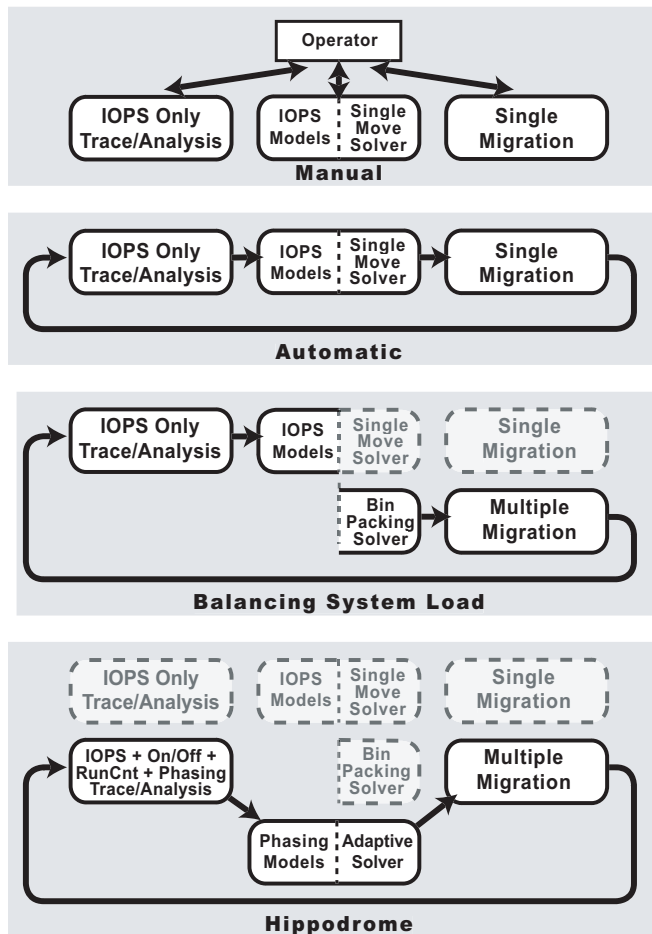 Operator
IOPS Only
Trace/Analysis
IOPS
Models
Single
Move
Solver
Single
Migration
Manual
IOPS Only
Trace/Analysis
IOPS
Models
Single
Move
Solver
Single
Migration
Automatic
IOPS Only
Trace/Analysis
IOPS
Models
Single
Move
Solver
Single
Migration
Bin
Packing
Solver
Multiple
Migration
Balancing System Load
IOPS Only
Trace/Analysis
IOPS
Models
Single
Move
Solver
Single
Migration
IOPS + On/Off +
RunCnt + Phasing
Trace/Analysis
Bin
Packing
Solver
Multiple
Migration
Phasing
Models
Adaptive
Solver
Hippodrome